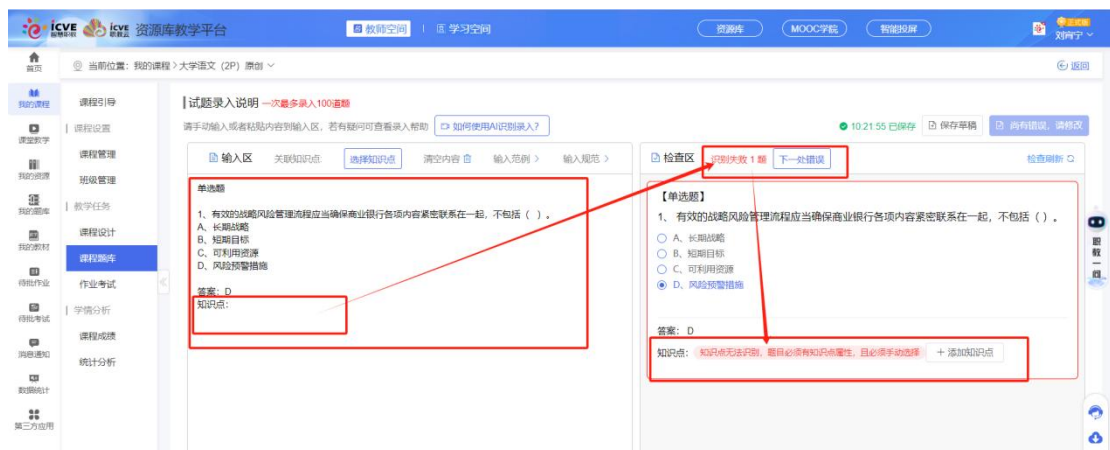 icve 智慧职教 icve 职教云 资源库教学平台
教师空间 学习空间
资源库 MOOC学院 智能投屏
正式版
刘向宁
首页
当前位置：我的课程 > 大学语文（2P）原创
返回
我的课程
课堂教学
我的资源
我的题库
我的教材
待批作业
待批考试
消息通知
数据统计
第三方应用
课程引导
课程设置
课程管理
班级管理
教学任务
课程设计
课程题库
作业考试
学情分析
课程成绩
统计分析
试题录入说明 一次最多录入100道题
请手动输入或者粘贴内容到输入区，若有疑问可查看录入帮助 如何使用AI识别录入？
10:21:55 已保存 保存草稿 尚有错误，请修改
输入区 关联知识点： 选择知识点 清空内容 输入范例 > 输入规范 >
单选题
1、有效的战略风险管理流程应当确保商业银行各项内容紧密联系在一起，不包括（ ）。
A、长期战略
B、短期目标
C、可利用资源
D、风险预警措施
答案：D
知识点：
检查区 识别失败 1 题 下一处错误 检查刷新
【单选题】
1、 有效的战略风险管理流程应当确保商业银行各项内容紧密联系在一起，不包括（ ）。
A、长期战略
B、短期目标
C、可利用资源
D、风险预警措施
答案：D
知识点： 知识点无法识别，题目必须有知识点属性，且必须手动选择 + 添加知识点
职教一问